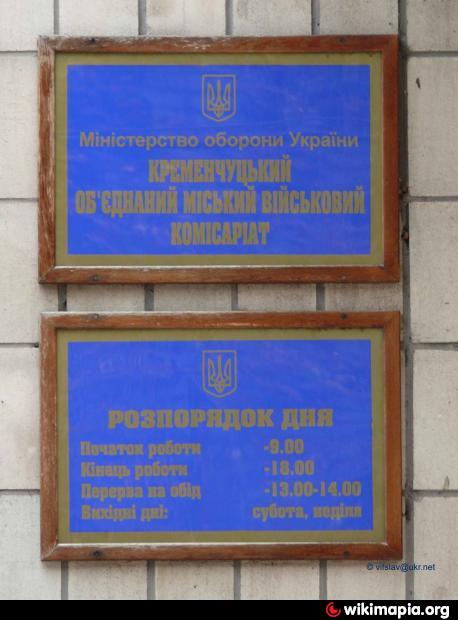 Міністерство оборони України
КРЕМЕНЧУЦЬКИЙ
ОБ'ЄДНАНИЙ МІСЬКИЙ ВІЙСЬКОВИЙ
КОМІСАРІАТ
РОЗПОРЯДОК ДНЯ
Початок роботи -9.00
Кінець роботи -18.00
Перерва на обід -13.00-14.00
Вихідні дні: субота, неділя
© vifslav@ukr.net
wikimapia.org